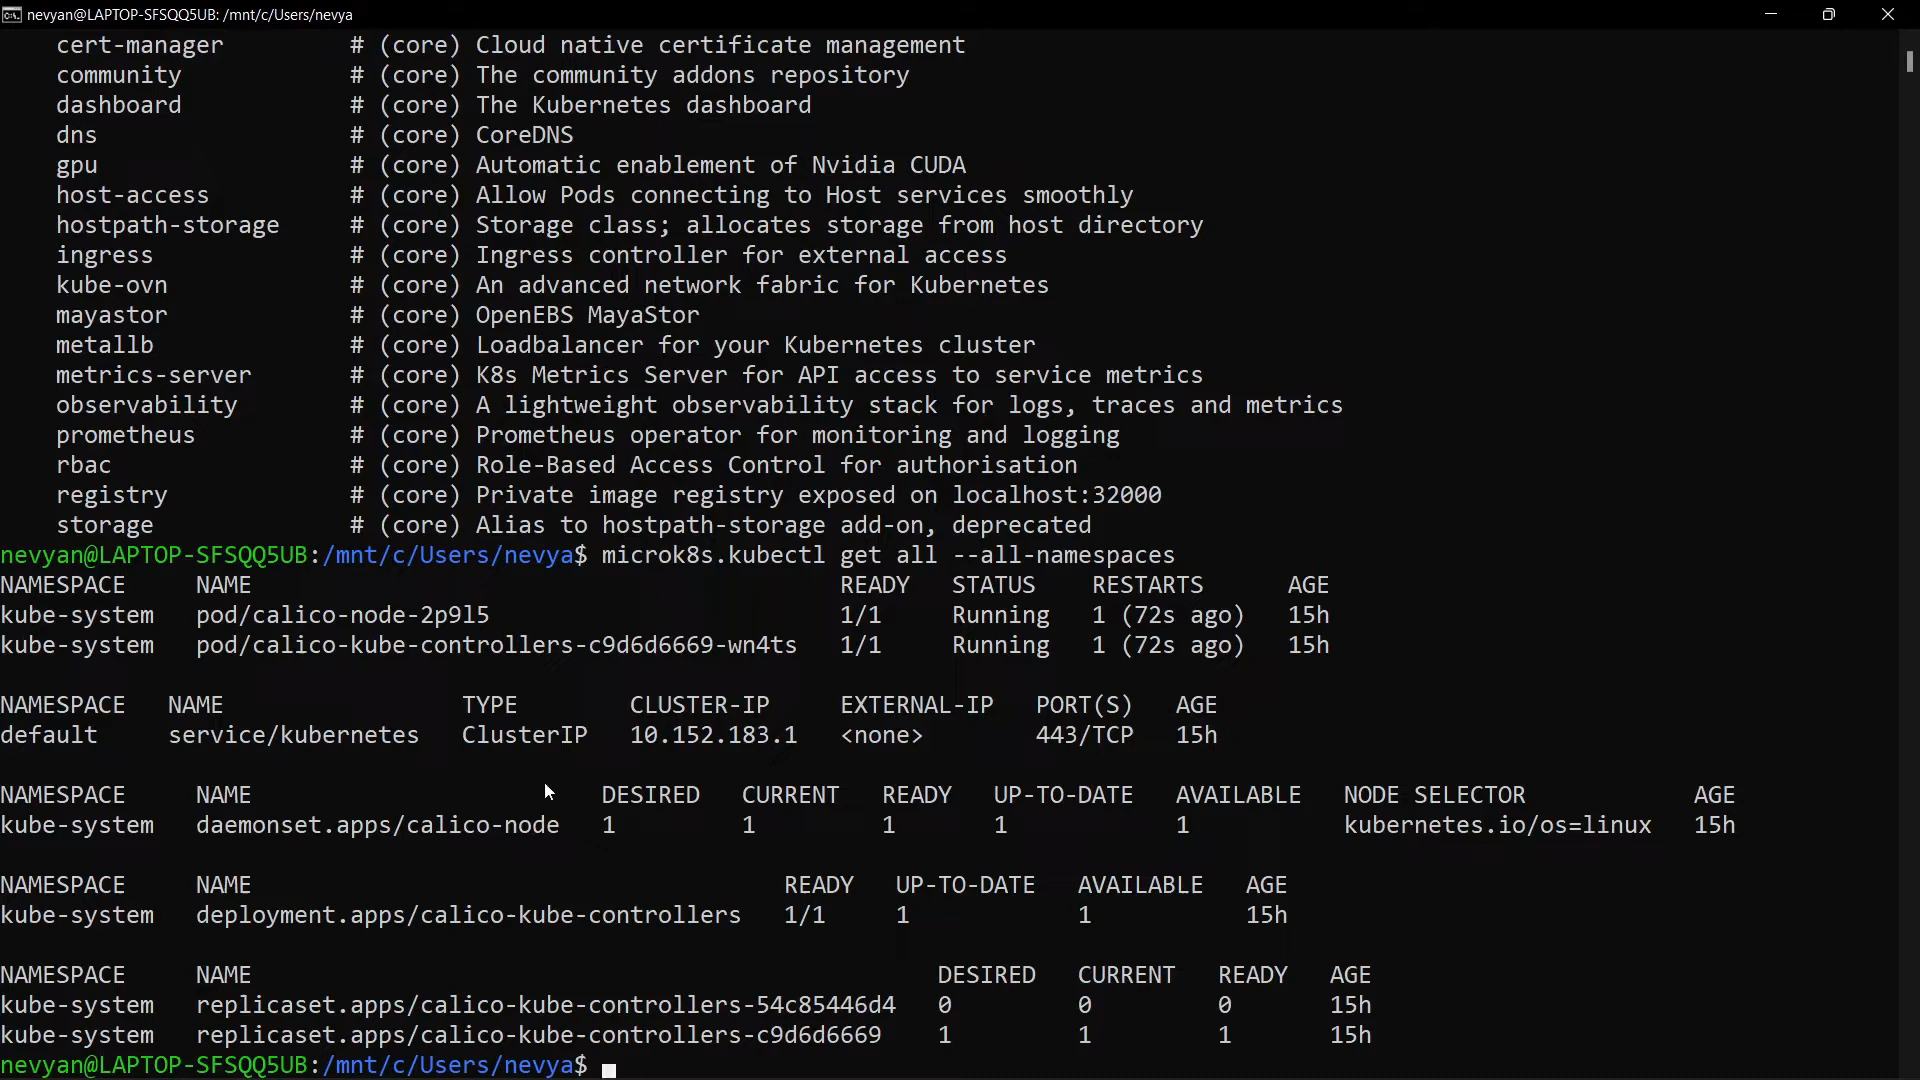 nevyan@LAPTOP-SFSQQ5UB: /mnt/c/Users/nevya
cert-manager # (core) Cloud native certificate management
community # (core) The community addons repository
dashboard # (core) The Kubernetes dashboard
dns # (core) CoreDNS
gpu # (core) Automatic enablement of Nvidia CUDA
host-access # (core) Allow Pods connecting to Host services smoothly
hostpath-storage # (core) Storage class; allocates storage from host directory
ingress # (core) Ingress controller for external access
kube-ovn # (core) An advanced network fabric for Kubernetes
mayastor # (core) OpenEBS MayaStor
metallb # (core) Loadbalancer for your Kubernetes cluster
metrics-server # (core) K8s Metrics Server for API access to service metrics
observability # (core) A lightweight observability stack for logs, traces and metrics
prometheus # (core) Prometheus operator for monitoring and logging
rbac # (core) Role-Based Access Control for authorisation
registry # (core) Private image registry exposed on localhost:32000
storage # (core) Alias to hostpath-storage add-on, deprecated
nevyan@LAPTOP-SFSQQ5UB:/mnt/c/Users/nevya$ microk8s.kubectl get all --all-namespaces
NAMESPACE NAME READY STATUS RESTARTS AGE
kube-system pod/calico-node-2p9l5 1/1 Running 1 (72s ago) 15h
kube-system pod/calico-kube-controllers-c9d6d6669-wn4ts 1/1 Running 1 (72s ago) 15h
NAMESPACE NAME TYPE CLUSTER-IP EXTERNAL-IP PORT(S) AGE
default service/kubernetes ClusterIP 10.152.183.1 <none> 443/TCP 15h
NAMESPACE NAME DESIRED CURRENT READY UP-TO-DATE AVAILABLE NODE SELECTOR AGE
kube-system daemonset.apps/calico-node 1 1 1 1 1 kubernetes.io/os=linux 15h
NAMESPACE NAME READY UP-TO-DATE AVAILABLE AGE
kube-system deployment.apps/calico-kube-controllers 1/1 1 1 15h
NAMESPACE NAME DESIRED CURRENT READY AGE
kube-system replicaset.apps/calico-kube-controllers-54c85446d4 0 0 0 15h
kube-system replicaset.apps/calico-kube-controllers-c9d6d6669 1 1 1 15h
nevyan@LAPTOP-SFSQQ5UB:/mnt/c/Users/nevya$